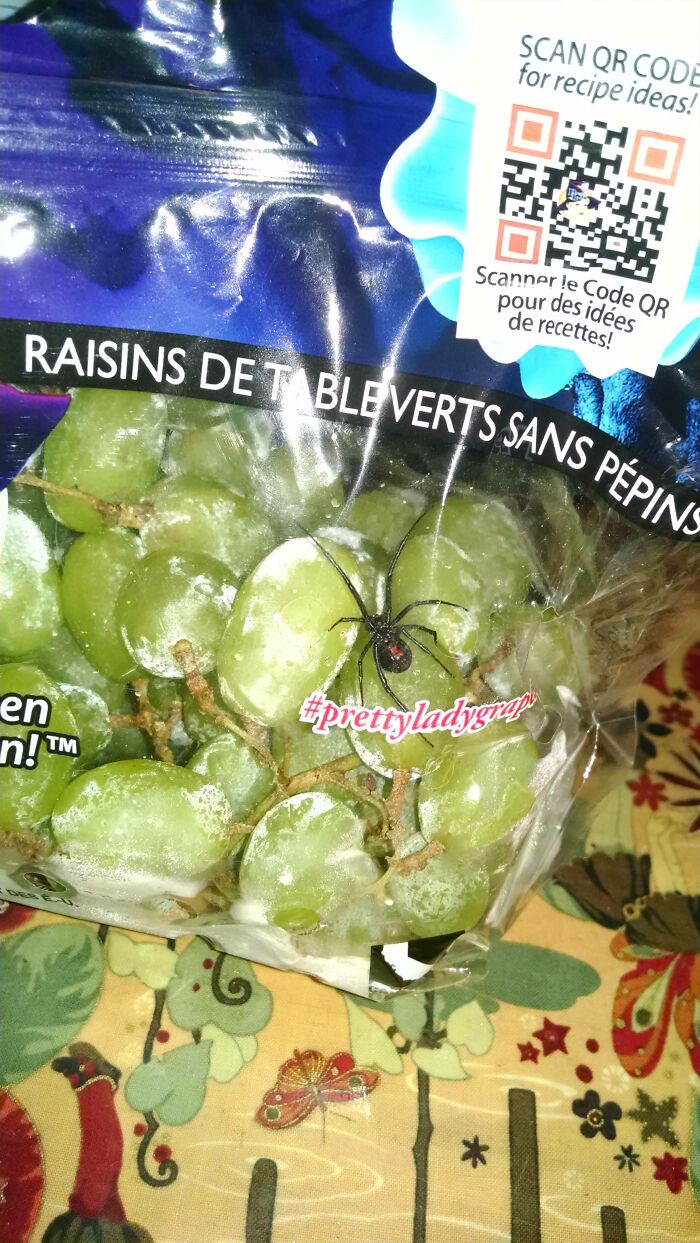 SCAN QR CODE
for recipe ideas!
Scanner le Code QR
pour des idées
de recettes!
RAISINS DE TABLE VERTS SANS PÉPINS
#prettyladygrape
en
n!™
DES É.-U.